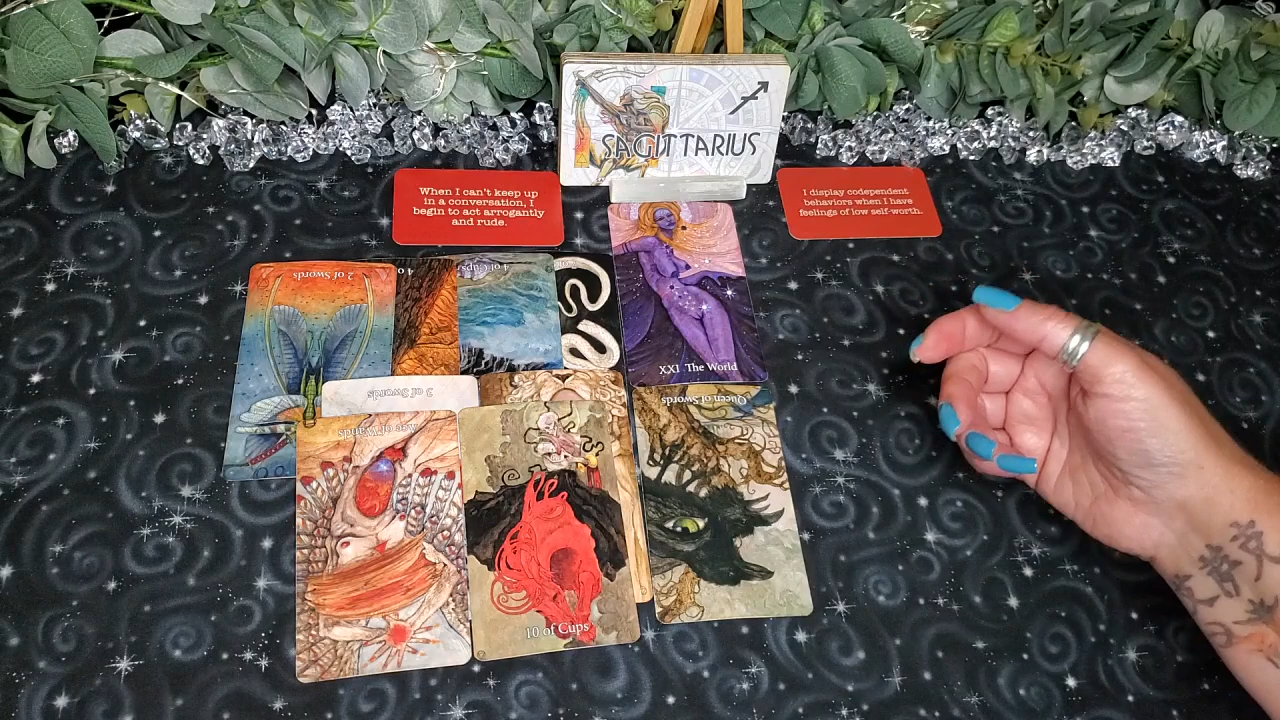 SAGITTARIUS
When I can't keep up
in a conversation, I
begin to act arrogantly
and rude.
I display codependent
behaviors when I have
feelings of low self-worth.
2 of Swords
4 of Cups
XXI The World
3 of Swords
Queen of Swords
Ace of Wands
10 of Cups